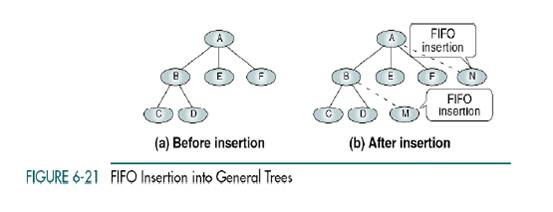 A
B
E
F
C
D
(a) Before insertion
A
FIFO
insertion
B
E
F
N
C
D
M
FIFO
insertion
(b) After insertion
FIGURE 6-21 FIFO Insertion into General Trees